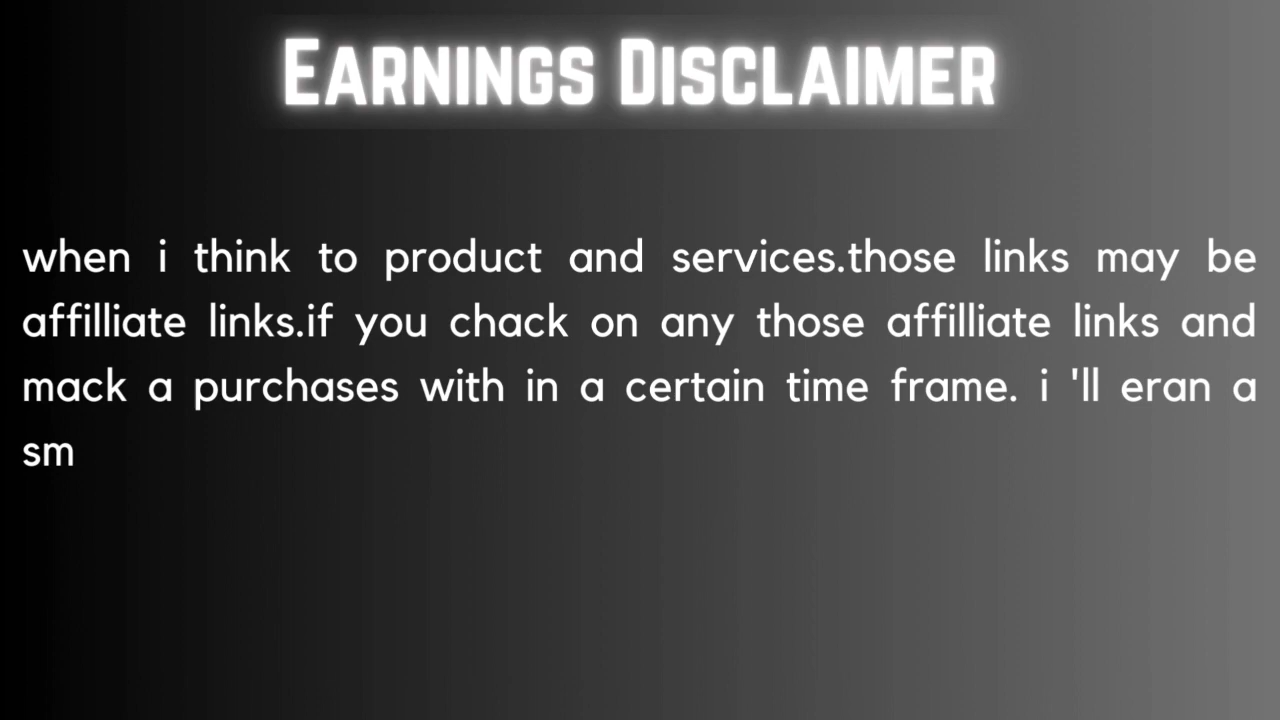 Earnings Disclaimer
when i think to product and services.those links may be
affilliate links.if you chack on any those affilliate links and
mack a purchases with in a certain time frame. i 'll eran a
sm